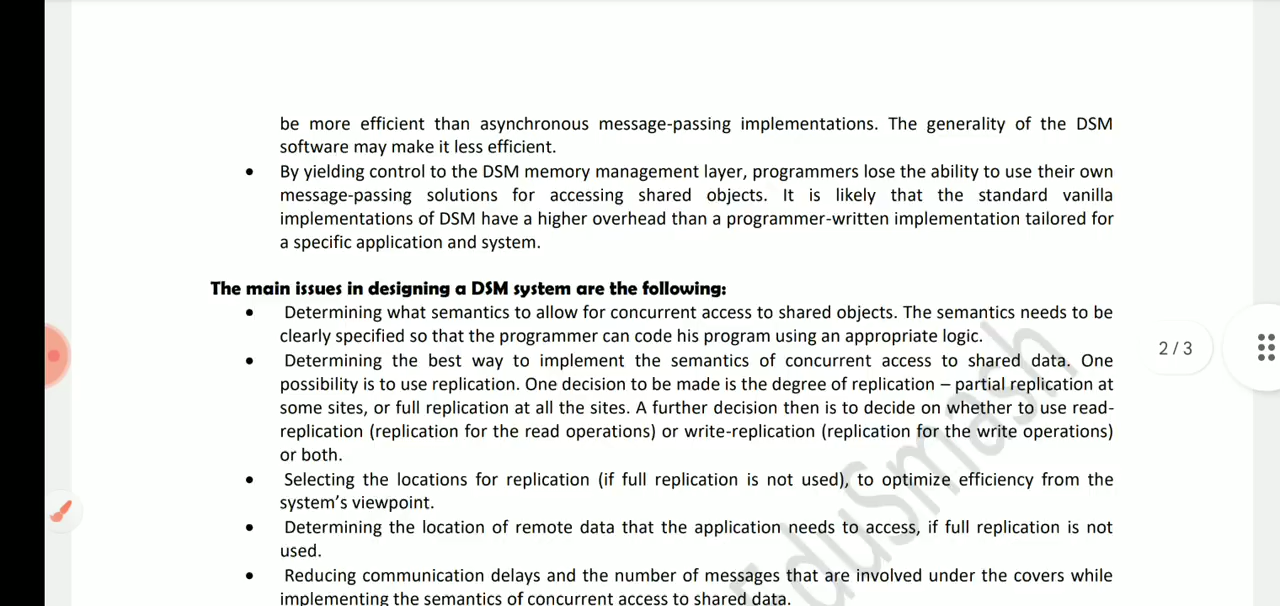 be more efficient than asynchronous message-passing implementations. The generality of the DSM
software may make it less efficient.
• By yielding control to the DSM memory management layer, programmers lose the ability to use their own
message-passing solutions for accessing shared objects. It is likely that the standard vanilla
implementations of DSM have a higher overhead than a programmer-written implementation tailored for
a specific application and system.
The main issues in designing a DSM system are the following:
• Determining what semantics to allow for concurrent access to shared objects. The semantics needs to be
clearly specified so that the programmer can code his program using an appropriate logic.
• Determining the best way to implement the semantics of concurrent access to shared data. One
possibility is to use replication. One decision to be made is the degree of replication – partial replication at
some sites, or full replication at all the sites. A further decision then is to decide on whether to use read-
replication (replication for the read operations) or write-replication (replication for the write operations)
or both.
• Selecting the locations for replication (if full replication is not used), to optimize efficiency from the
system's viewpoint.
• Determining the location of remote data that the application needs to access, if full replication is not
used.
• Reducing communication delays and the number of messages that are involved under the covers while
implementing the semantics of concurrent access to shared data.
2 / 3
EduSmash